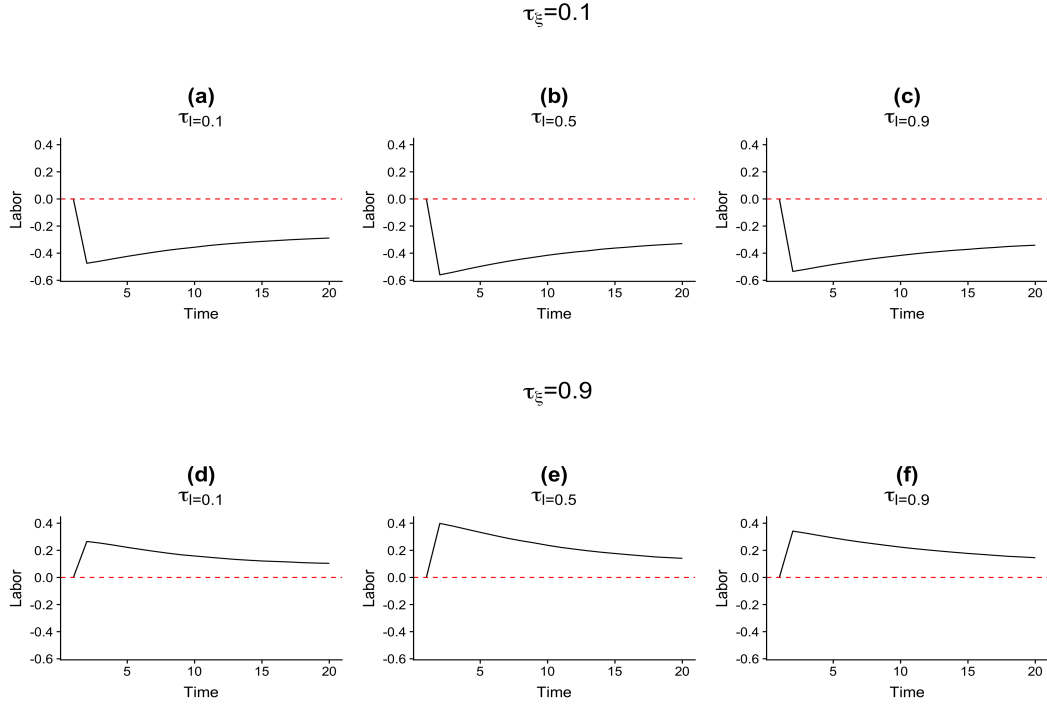 τξ=0.1
(a) (b) (c)
τl=0.1 τl=0.5 τl=0.9
0.4 0.4 0.4
0.2 0.2 0.2
0.0 0.0 0.0
-0.2 -0.2 -0.2
-0.4 -0.4 -0.4
-0.6 -0.6 -0.6
Labor Labor Labor
5 10 15 20 5 10 15 20 5 10 15 20
Time Time Time
τξ=0.9
(d) (e) (f)
τl=0.1 τl=0.5 τl=0.9
0.4 0.4 0.4
0.2 0.2 0.2
0.0 0.0 0.0
-0.2 -0.2 -0.2
-0.4 -0.4 -0.4
-0.6 -0.6 -0.6
Labor Labor Labor
5 10 15 20 5 10 15 20 5 10 15 20
Time Time Time